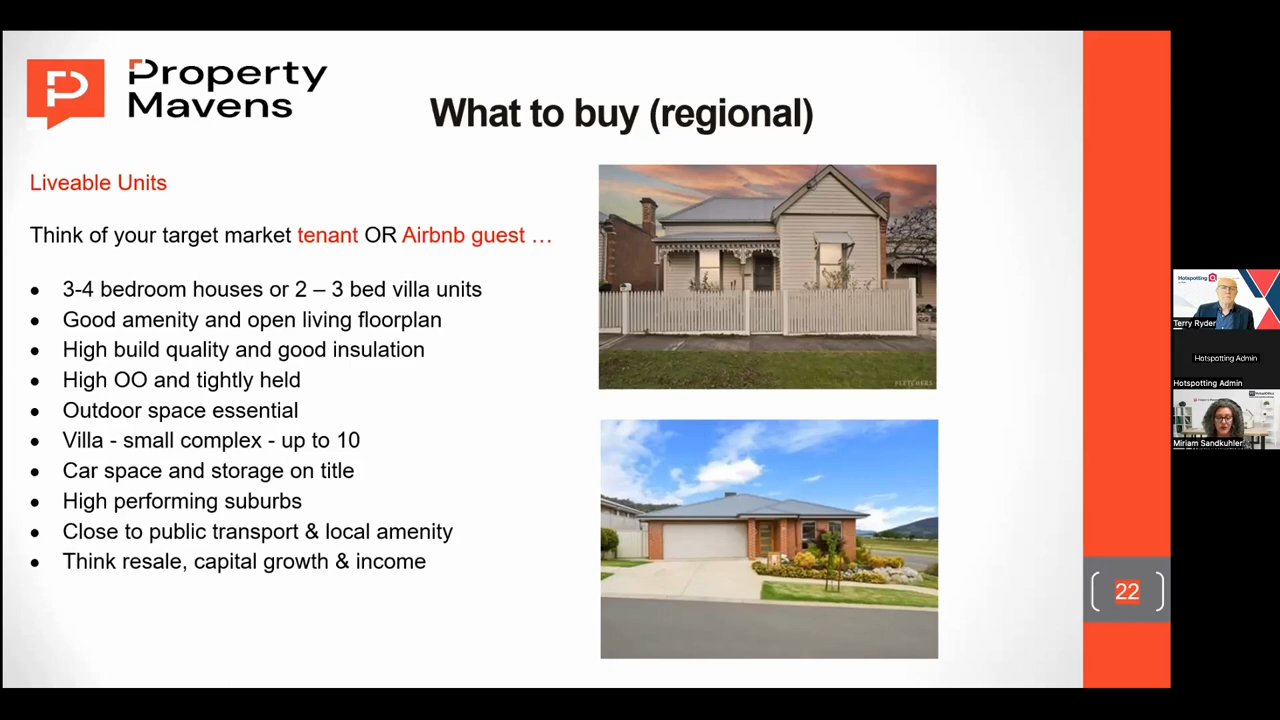 Property
Mavens
What to buy (regional)
Liveable Units
Think of your target market tenant OR Airbnb guest …
• 3-4 bedroom houses or 2 – 3 bed villa units
• Good amenity and open living floorplan
• High build quality and good insulation
• High OO and tightly held
• Outdoor space essential
• Villa - small complex - up to 10
• Car space and storage on title
• High performing suburbs
• Close to public transport & local amenity
• Think resale, capital growth & income
FLETCHERS
22
Hotspotting
Terry Ryder
Hotspotting Admin
Hotspotting Admin
Miriam Sandkuhler